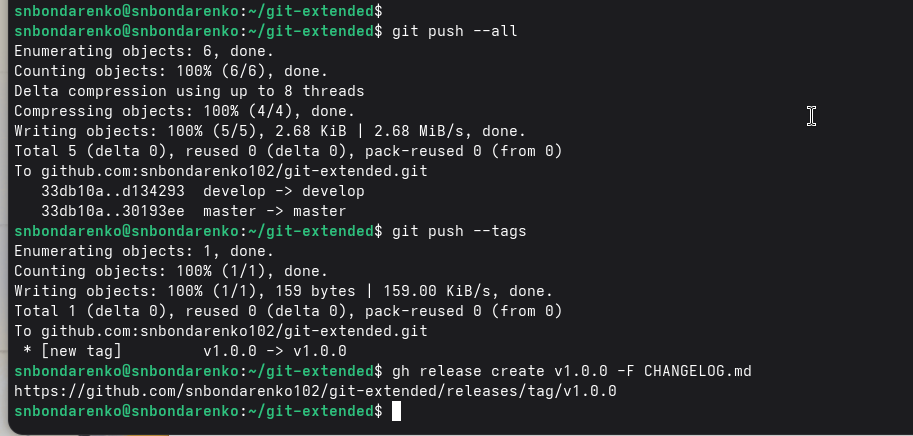 snbondarenko@snbondarenko:~/git-extended$
snbondarenko@snbondarenko:~/git-extended$ git push --all
Enumerating objects: 6, done.
Counting objects: 100% (6/6), done.
Delta compression using up to 8 threads
Compressing objects: 100% (4/4), done.
Writing objects: 100% (5/5), 2.68 KiB | 2.68 MiB/s, done.
Total 5 (delta 0), reused 0 (delta 0), pack-reused 0 (from 0)
To github.com:snbondarenko102/git-extended.git
   33db10a..d134293  develop -> develop
   33db10a..30193ee  master -> master
snbondarenko@snbondarenko:~/git-extended$ git push --tags
Enumerating objects: 1, done.
Counting objects: 100% (1/1), done.
Writing objects: 100% (1/1), 159 bytes | 159.00 KiB/s, done.
Total 1 (delta 0), reused 0 (delta 0), pack-reused 0 (from 0)
To github.com:snbondarenko102/git-extended.git
 * [new tag]         v1.0.0 -> v1.0.0
snbondarenko@snbondarenko:~/git-extended$ gh release create v1.0.0 -F CHANGELOG.md
https://github.com/snbondarenko102/git-extended/releases/tag/v1.0.0
snbondarenko@snbondarenko:~/git-extended$